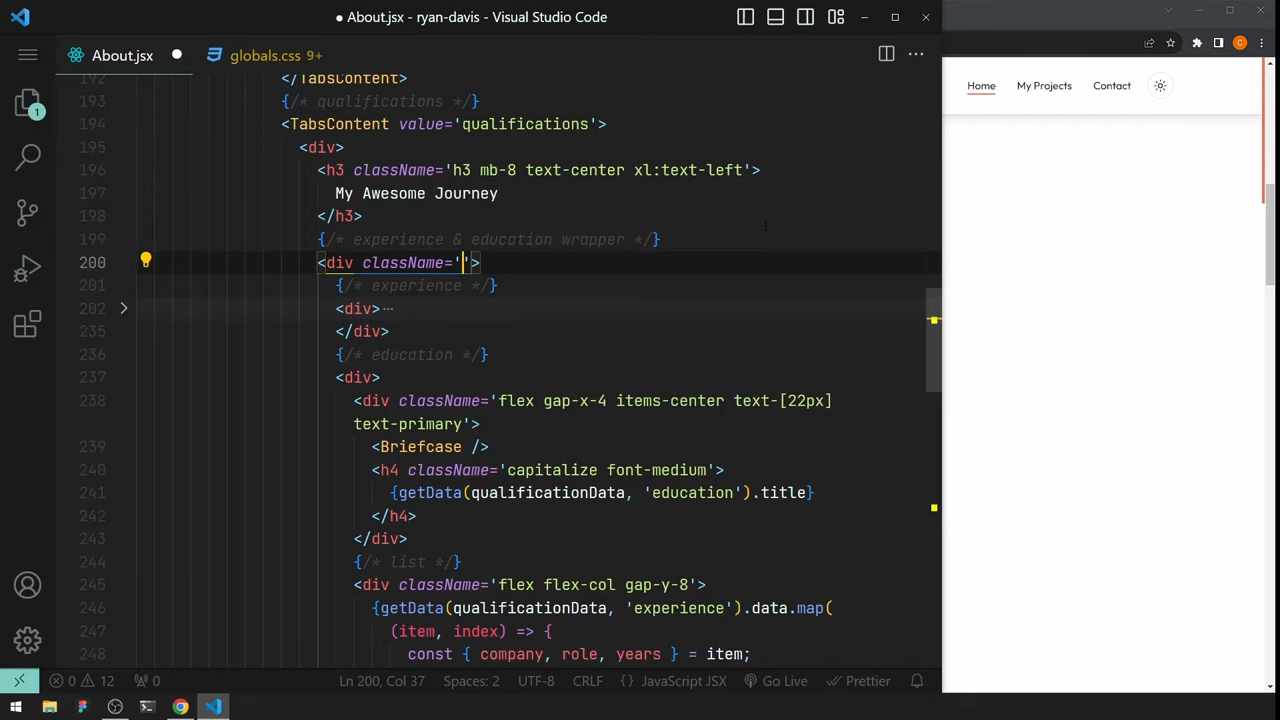 ● About.jsx - ryan-davis - Visual Studio Code
About.jsx ● globals.css 9+
192 </TabsContent>
193 {/* qualifications */}
194 <TabsContent value='qualifications'>
195 <div>
196 <h3 className='h3 mb-8 text-center xl:text-left'>
197 My Awesome Journey
198 </h3>
199 {/* experience & education wrapper */}
200 <div className=''>
201 {/* experience */}
202 <div>⋯
235 </div>
236 {/* education */}
237 <div>
238 <div className='flex gap-x-4 items-center text-[22px]
text-primary'>
239 <Briefcase />
240 <h4 className='capitalize font-medium'>
241 {getData(qualificationData, 'education').title}
242 </h4>
243 </div>
244 {/* list */}
245 <div className='flex flex-col gap-y-8'>
246 {getData(qualificationData, 'experience').data.map(
247 (item, index) => {
248 const { company, role, years } = item;
1
0 12 0 Ln 200, Col 37 Spaces: 2 UTF-8 CRLF {} JavaScript JSX Go Live Prettier
C
Home My Projects Contact